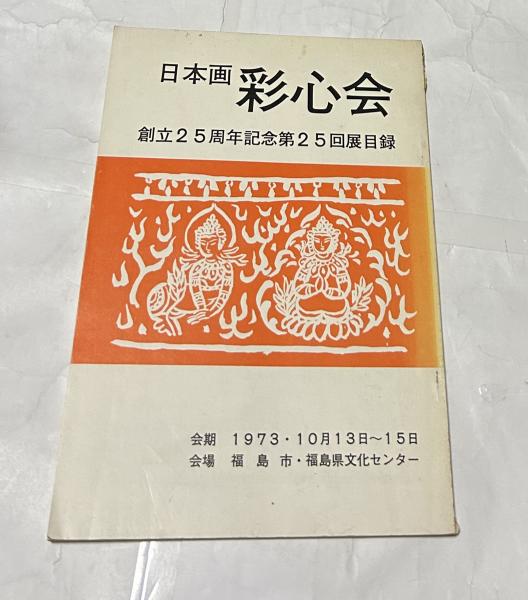 日本画 彩心会
創立２５周年記念第２５回展目録
会期 １９７３・１０月１３日～１５日
会場 福島市・福島県文化センター